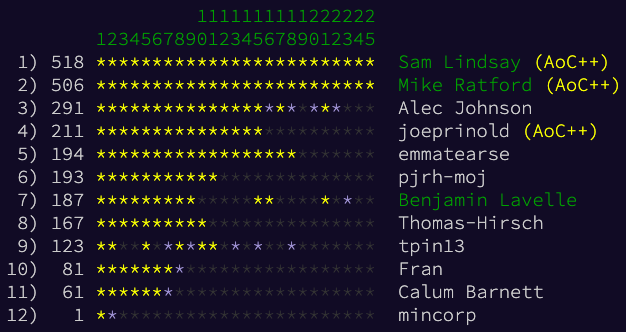 1111111111222222
1234567890123456789012345
1) 518 ************************* Sam Lindsay (AoC++)
2) 506 ************************* Mike Ratford (AoC++)
3) 291 ************************* Alec Johnson
4) 211 ************************* joeprinold (AoC++)
5) 194 ************************* emmatearse
6) 193 ************************* pjrh-moj
7) 187 ************************* Benjamin Lavelle
8) 167 ************************* Thomas-Hirsch
9) 123 ************************* tpin13
10) 81 ************************* Fran
11) 61 ************************* Calum Barnett
12) 1 ************************* mincorp